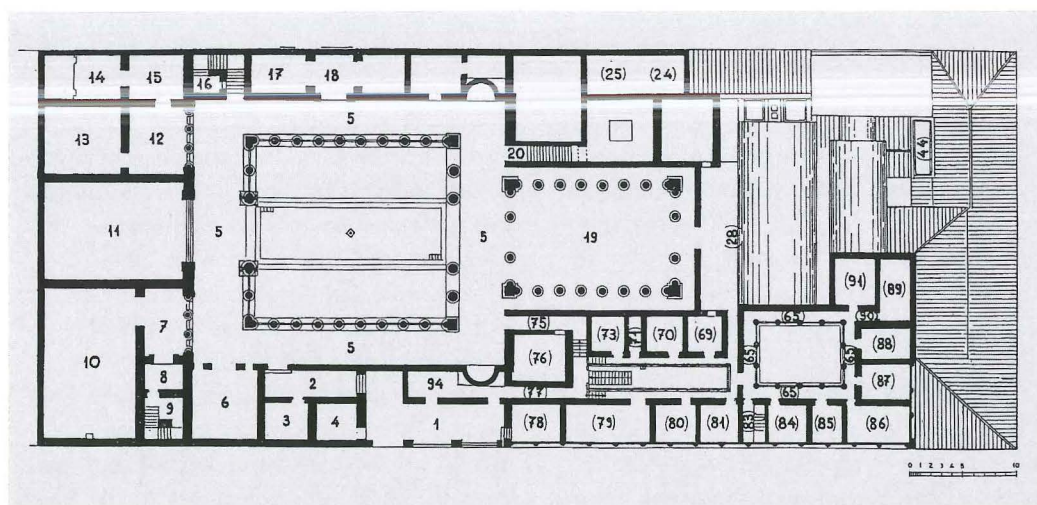 14 15 16 17 18 (25) (24)
5
13 12 20 (44)
11 5 5 19 (28)
(91) (89)
7 (75) (73) (71) (70) (69) (65) (90)
10 5 (76) (65) (65) (88)
8 2 94 (77) (65) (87)
9 6 3 4 1 (78) (79) (80) (81) (83) (84) (85) (86)
0 1 2 3 4 5 10